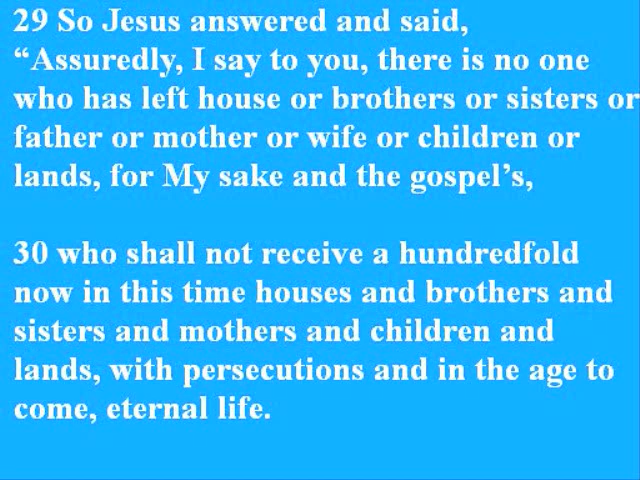 29 So Jesus answered and said,
“Assuredly, I say to you, there is no one
who has left house or brothers or sisters or
father or mother or wife or children or
lands, for My sake and the gospel’s,
30 who shall not receive a hundredfold
now in this time houses and brothers and
sisters and mothers and children and
lands, with persecutions and in the age to
come, eternal life.